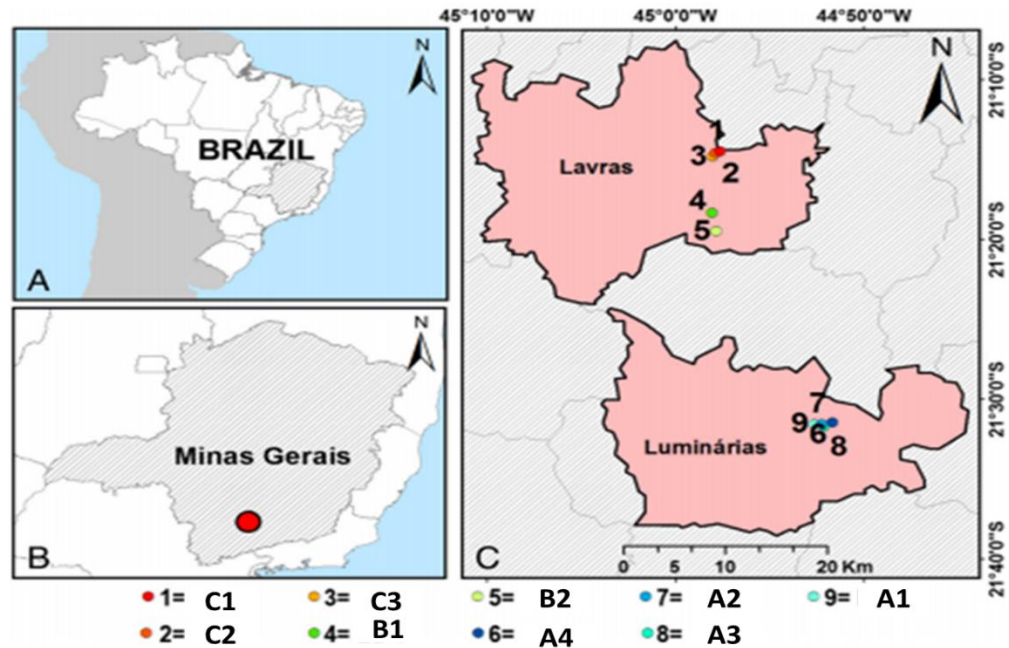 45°10'0"W 45°0'0"W 44°50'0"W
N
BRAZIL
A
N
Minas Gerais
B
N
21°10'0"S
21°20'0"S
21°30'0"S
21°40'0"S
1
3
2
Lavras
4
5
7
9
6
8
Luminárias
0 5 10 20 Km
C
1= C1 3= C3 5= B2 7= A2 9= A1
2= C2 4= B1 6= A4 8= A3